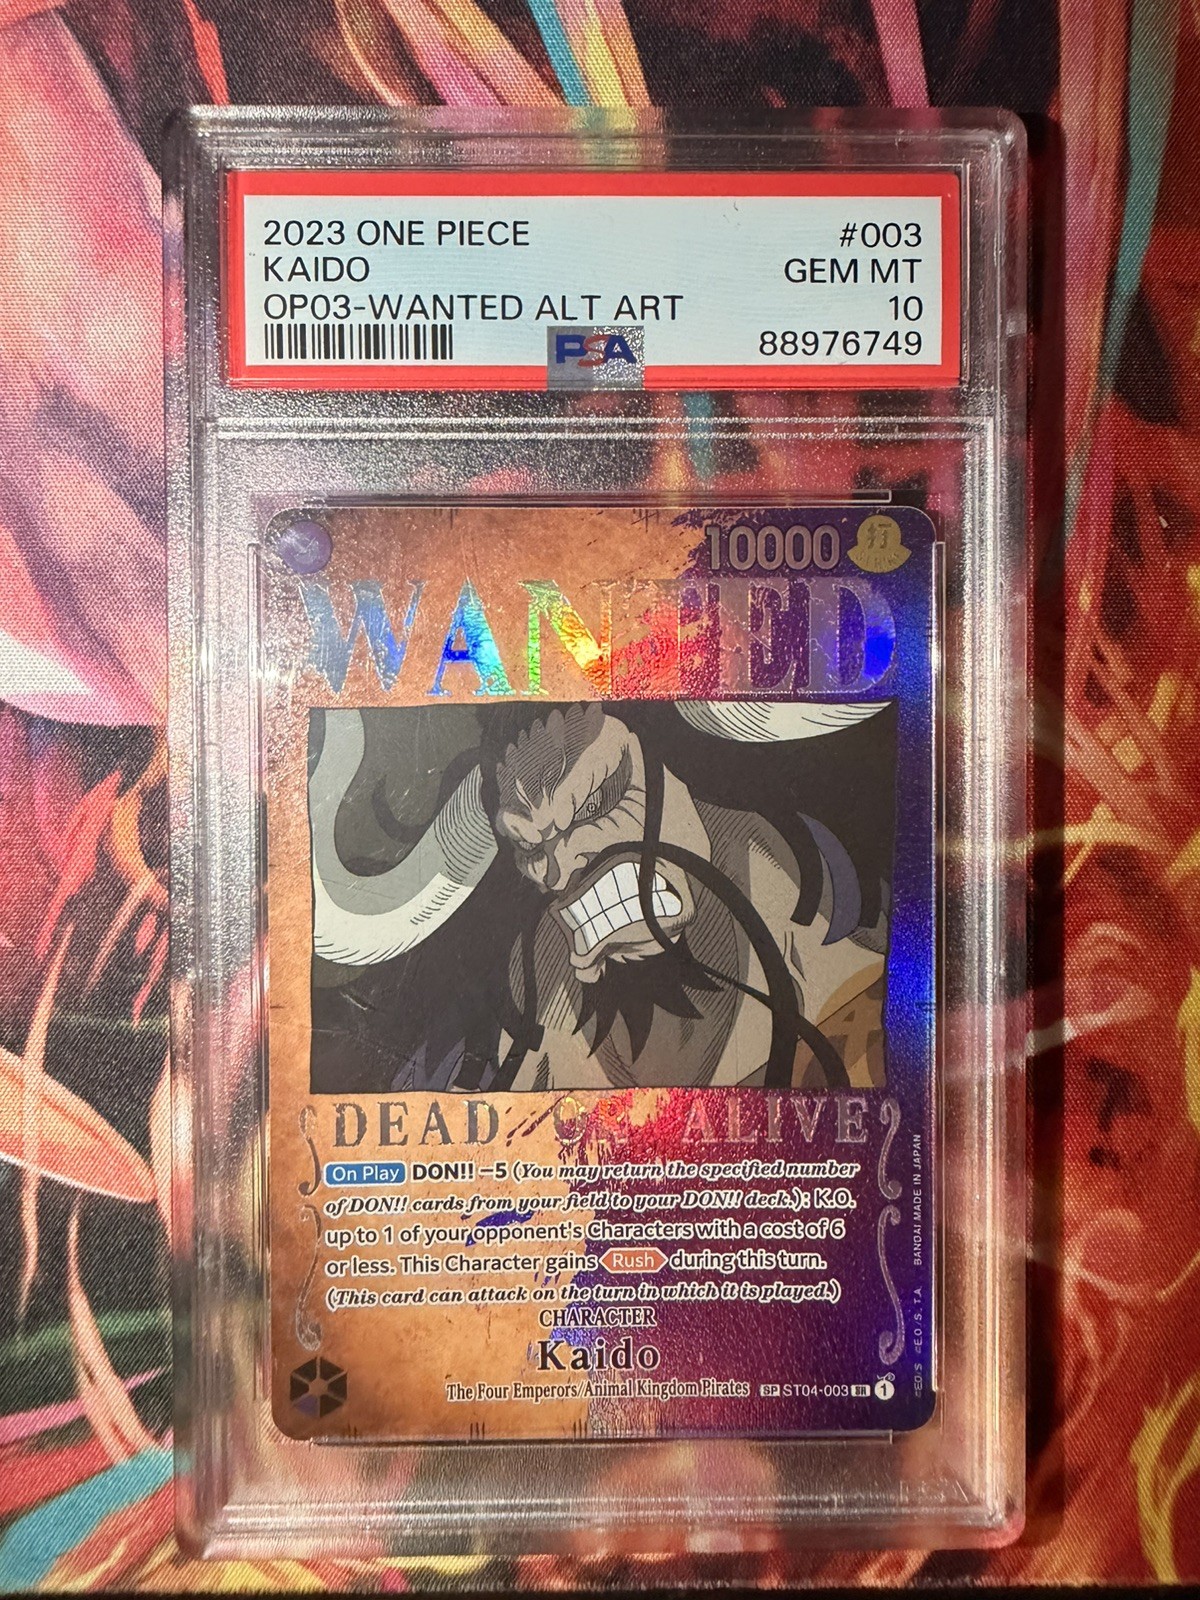 2023 ONE PIECE #003
KAIDO GEM MT
OP03-WANTED ALT ART 10
PSA 88976749
10000 打
WANTED
DEAD OR ALIVE
On Play DON!! −5 (You may return the specified number
of DON!! cards from your field to your DON!! deck.): K.O.
up to 1 of your opponent's Characters with a cost of 6
or less. This Character gains Rush during this turn.
(This card can attack on the turn in which it is played.)
CHARACTER
Kaido
The Four Emperors/Animal Kingdom Pirates SP ST04-003 SR 1
©E.O./S. ©E.O./S.,T.A. BANDAI MADE IN JAPAN